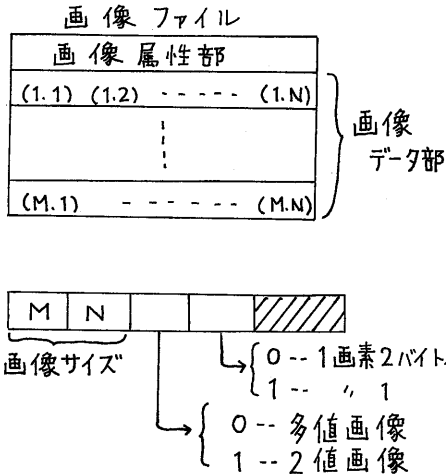 画像ファイル
画像属性部
(1.1) (1.2) ----- (1.N)
画像
データ部
(M.1) ------ (M.N)
M N
画像サイズ
0 -- 1画素2バイト
1 -- 〃 1
0 -- 多値画像
1 -- 2値画像